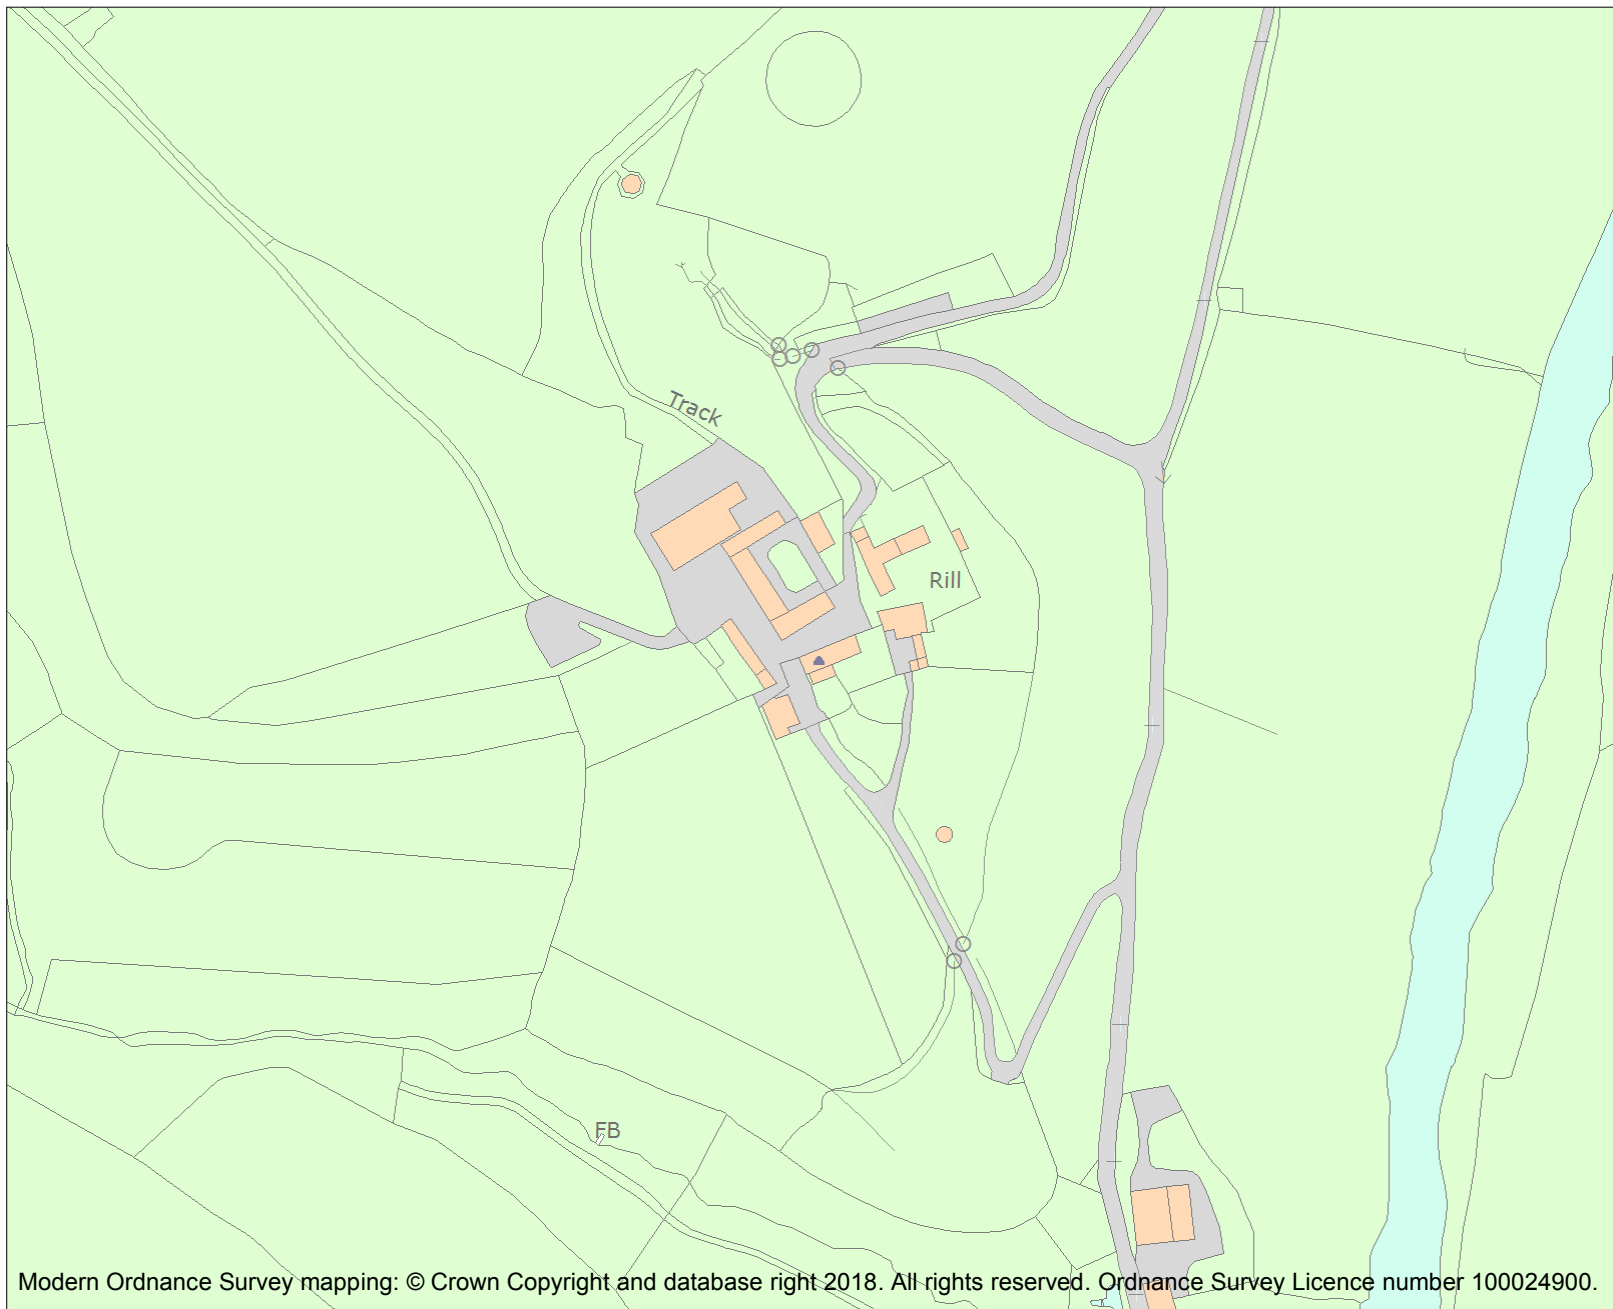 Track
Rill
FB
Modern Ordnance Survey mapping: © Crown Copyright and database right 2018. All rights reserved. Ordnance Survey Licence number 100024900.